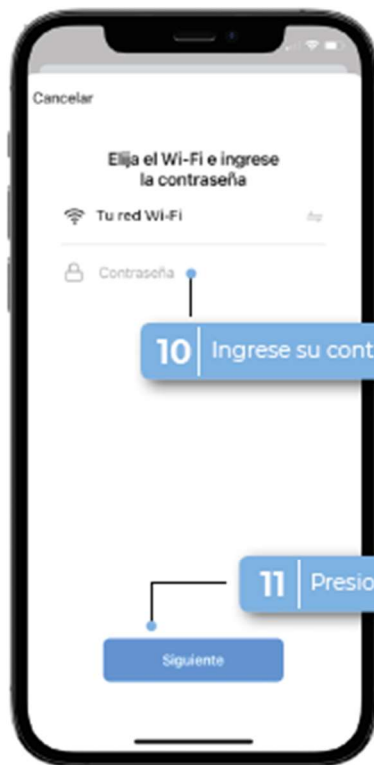 Cancelar
Elija el Wi-Fi e ingrese
la contraseña
Tu red Wi-Fi
Contraseña
10 Ingrese su cont
11 Presio
Siguiente